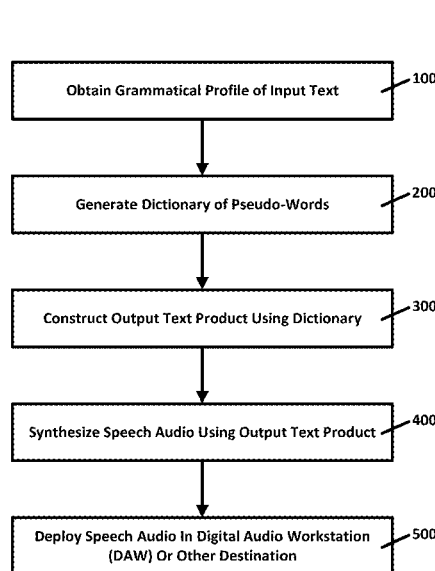 Obtain Grammatical Profile of Input Text
100
Generate Dictionary of Pseudo-Words
200
Construct Output Text Product Using Dictionary
300
Synthesize Speech Audio Using Output Text Product
400
Deploy Speech Audio In Digital Audio Workstation
(DAW) Or Other Destination
500